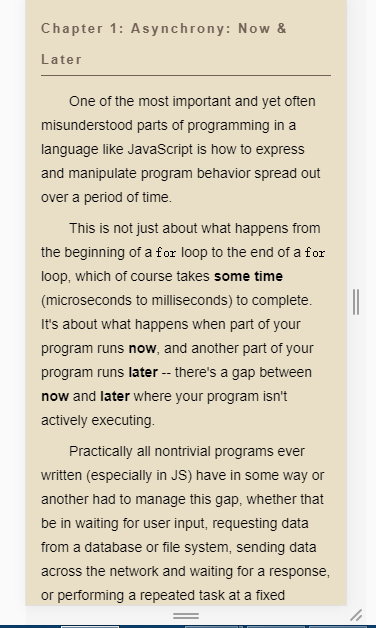 Chapter 1: Asynchrony: Now &
Later
One of the most important and yet often
misunderstood parts of programming in a
language like JavaScript is how to express
and manipulate program behavior spread out
over a period of time.
This is not just about what happens from
the beginning of a for loop to the end of a for
loop, which of course takes some time
(microseconds to milliseconds) to complete.
It's about what happens when part of your
program runs now, and another part of your
program runs later -- there's a gap between
now and later where your program isn't
actively executing.
Practically all nontrivial programs ever
written (especially in JS) have in some way or
another had to manage this gap, whether that
be in waiting for user input, requesting data
from a database or file system, sending data
across the network and waiting for a response,
or performing a repeated task at a fixed